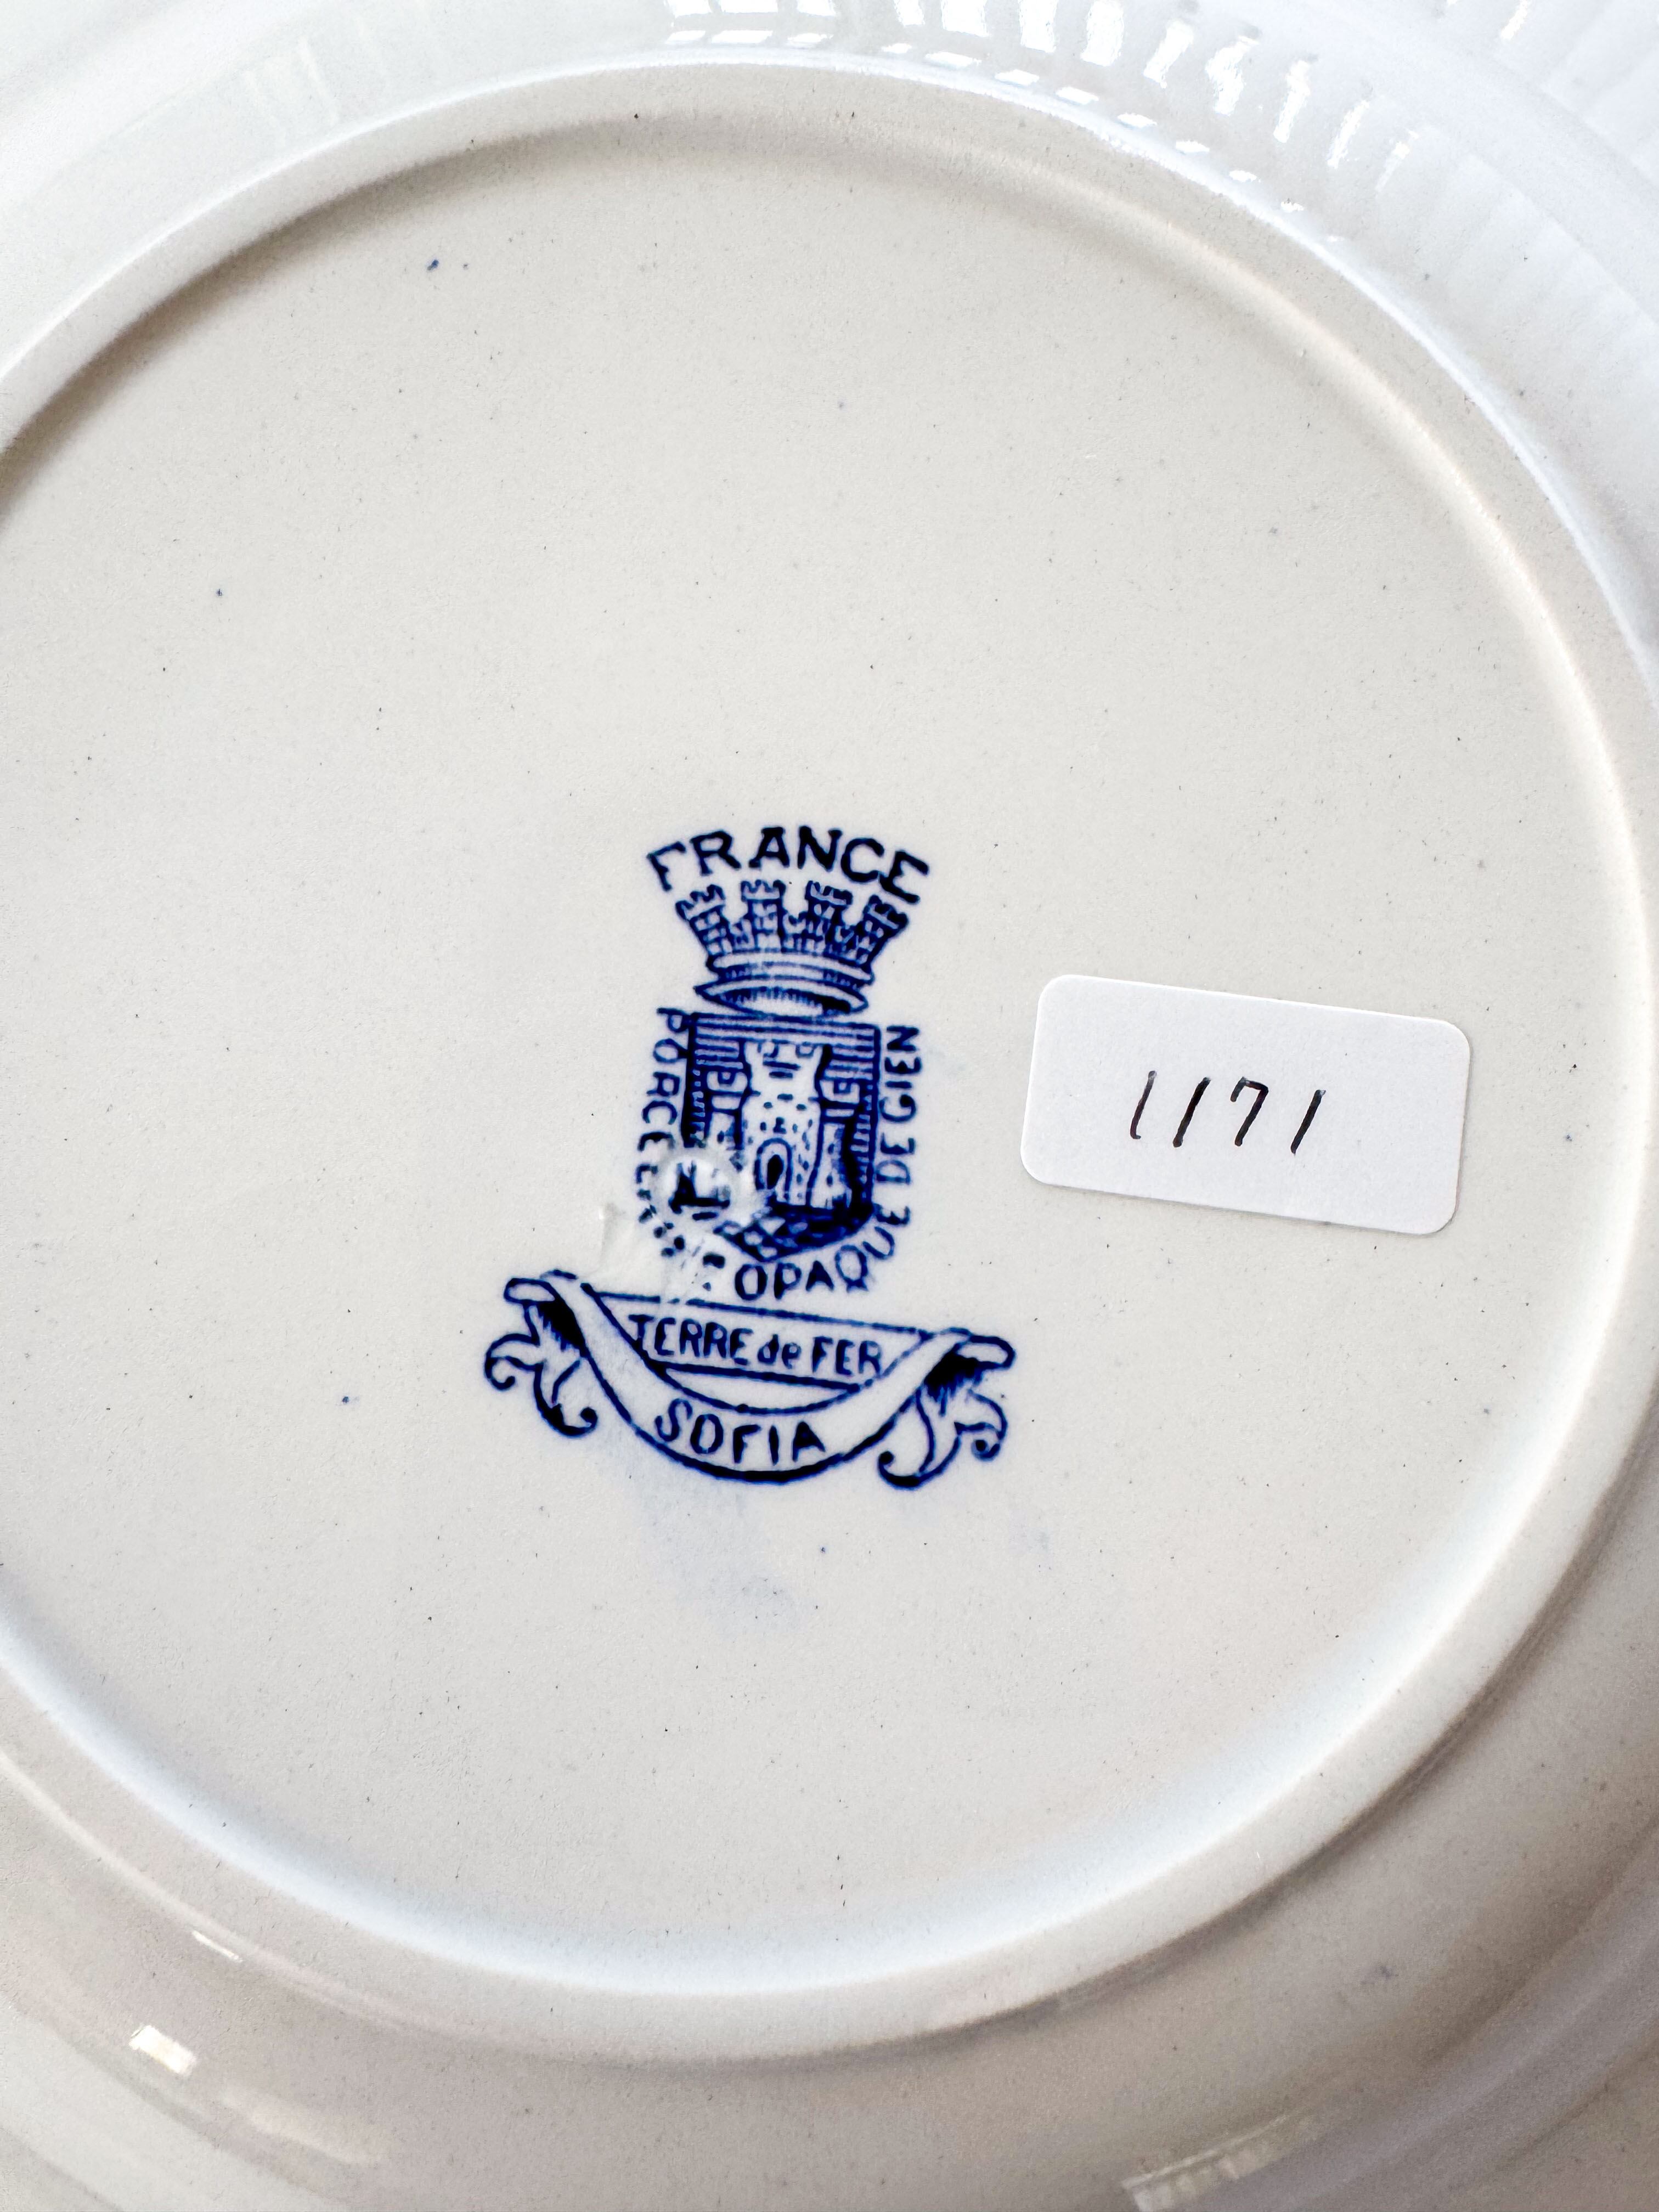 FRANCE
PORCELAINE OPAQUE DE GIEN
TERRE de FER
SOFIA
1171